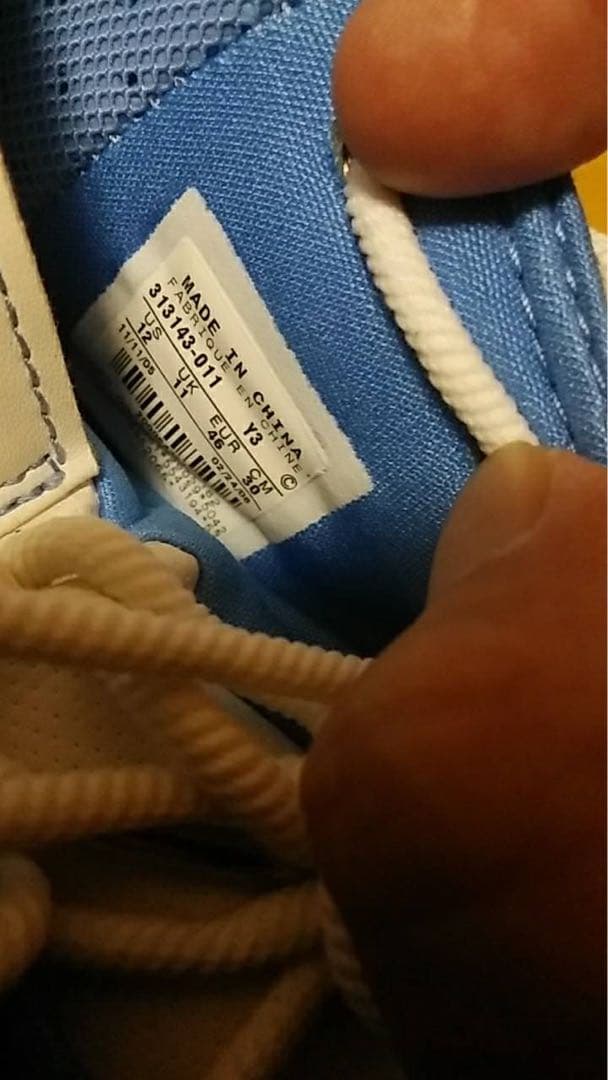 MADE IN CHINA
FABRIQUE EN CHINE
313143-011 Y3 ©
US UK EUR CM
12 11 46 30
11/11/05 02/24/06